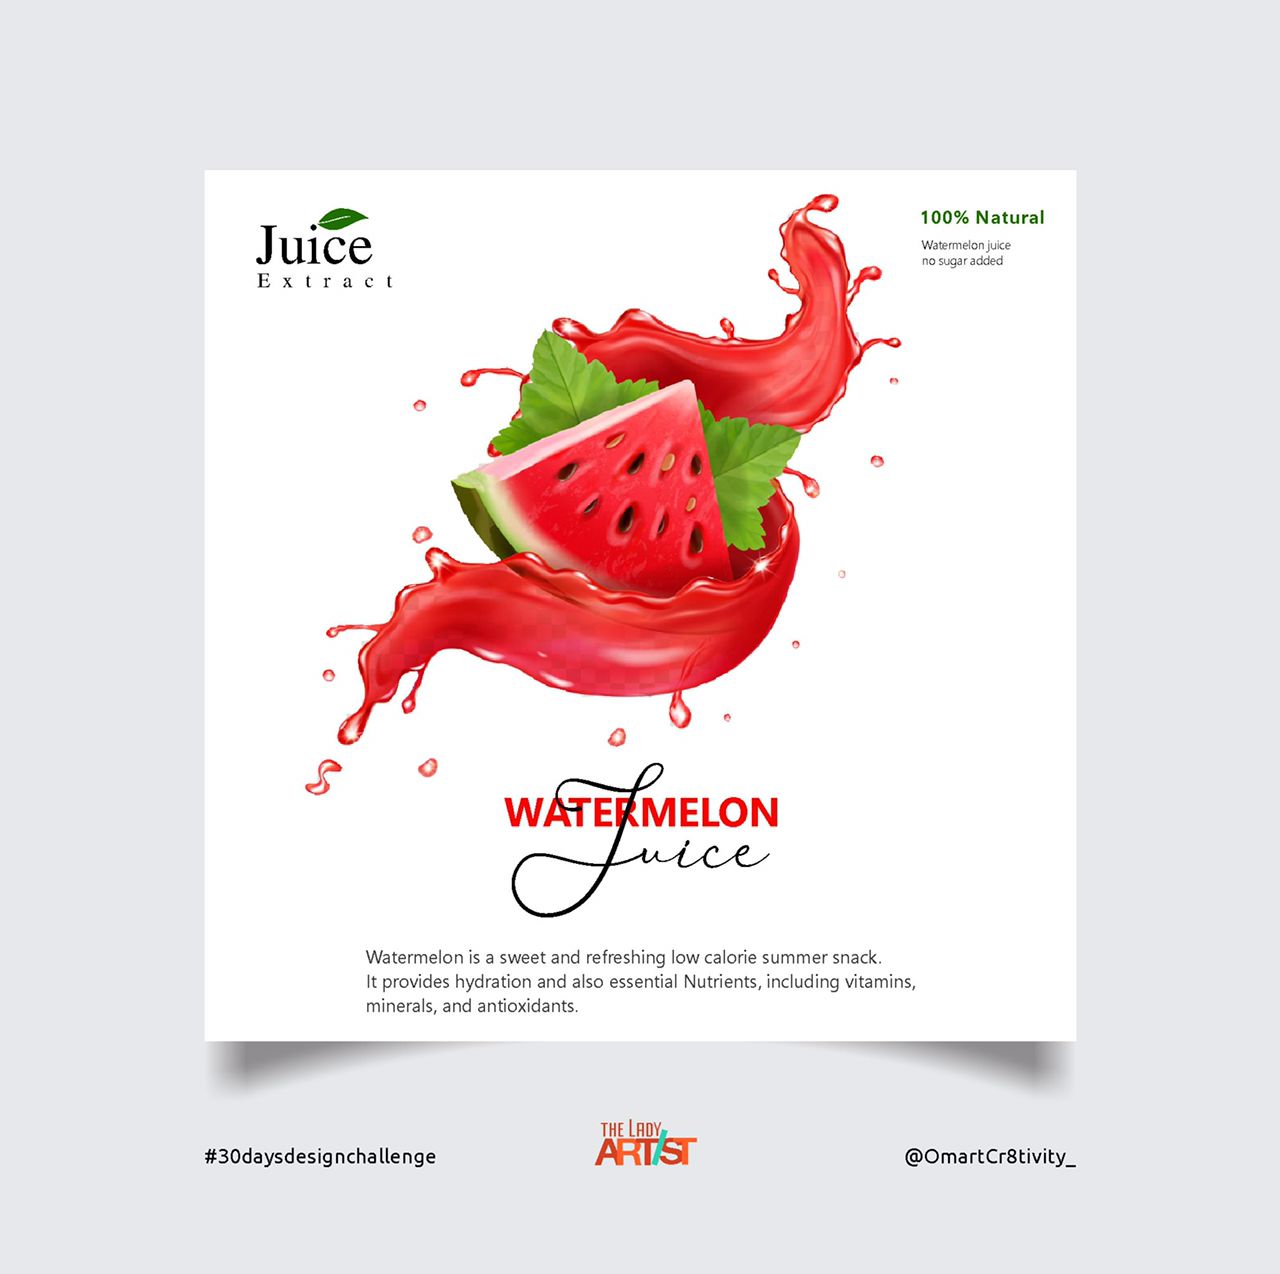 Juice
Extract
100% Natural
Watermelon juice
no sugar added
WATERMELON
Juice
Watermelon is a sweet and refreshing low calorie summer snack.
It provides hydration and also essential Nutrients, including vitamins,
minerals, and antioxidants.
#30daysdesignchallenge
THE LADY
ARTIST
@OmartCr8tivity_